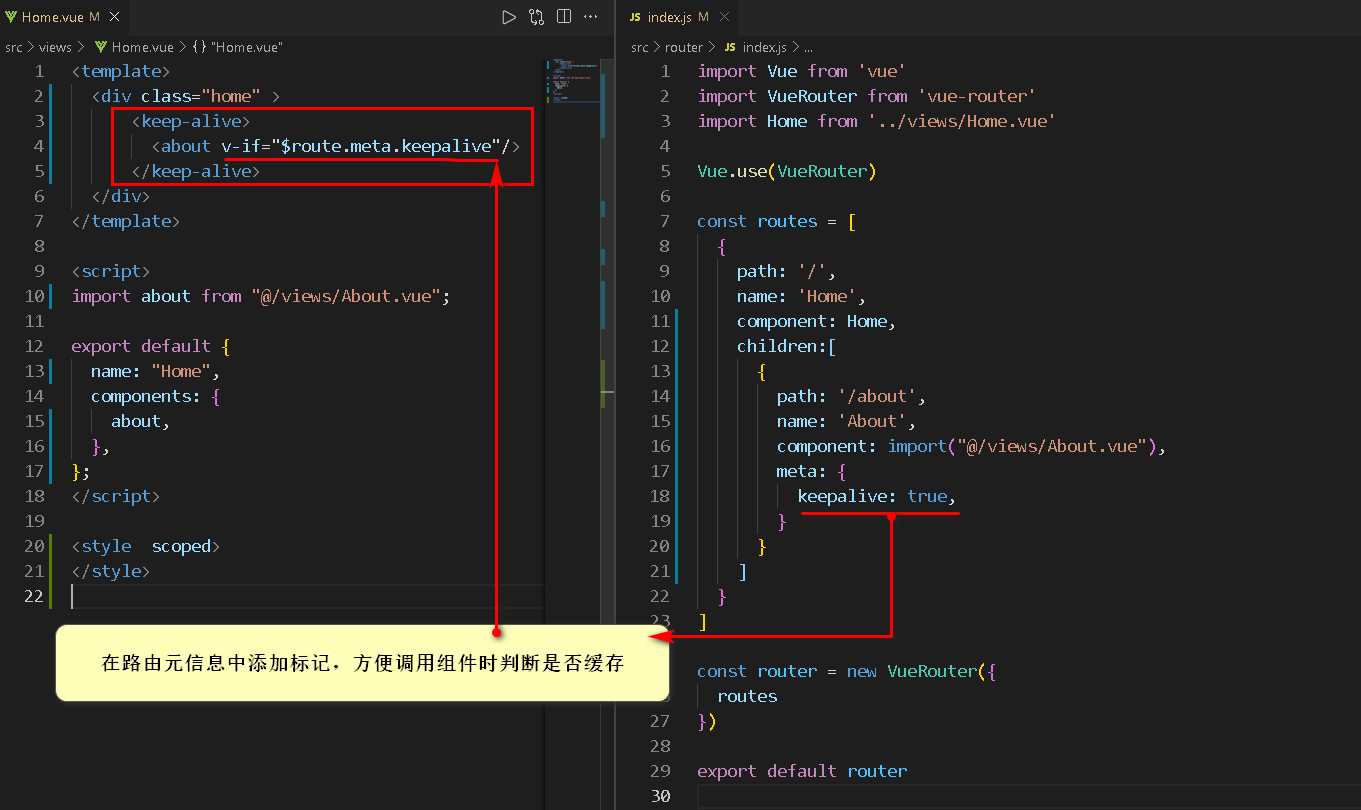 Home.vue M
src > views > Home.vue > {} "Home.vue"
1 <template>
2 <div class="home" >
3 <keep-alive>
4 <about v-if="$route.meta.keepalive"/>
5 </keep-alive>
6 </div>
7 </template>
8
9 <script>
10 import about from "@/views/About.vue";
11
12 export default {
13 name: "Home",
14 components: {
15 about,
16 },
17 };
18 </script>
19
20 <style  scoped>
21 </style>
22
JS index.js M
src > router > JS index.js > ...
1 import Vue from 'vue'
2 import VueRouter from 'vue-router'
3 import Home from '../views/Home.vue'
4
5 Vue.use(VueRouter)
6
7 const routes = [
8 {
9 path: '/',
10 name: 'Home',
11 component: Home,
12 children:[
13 {
14 path: '/about',
15 name: 'About',
16 component: import("@/views/About.vue"),
17 meta: {
18 keepalive: true,
19 }
20 }
21 ]
22 }
23 ]
const router = new VueRouter({
routes
27 })
28
29 export default router
30
在路由元信息中添加标记，方便调用组件时判断是否缓存